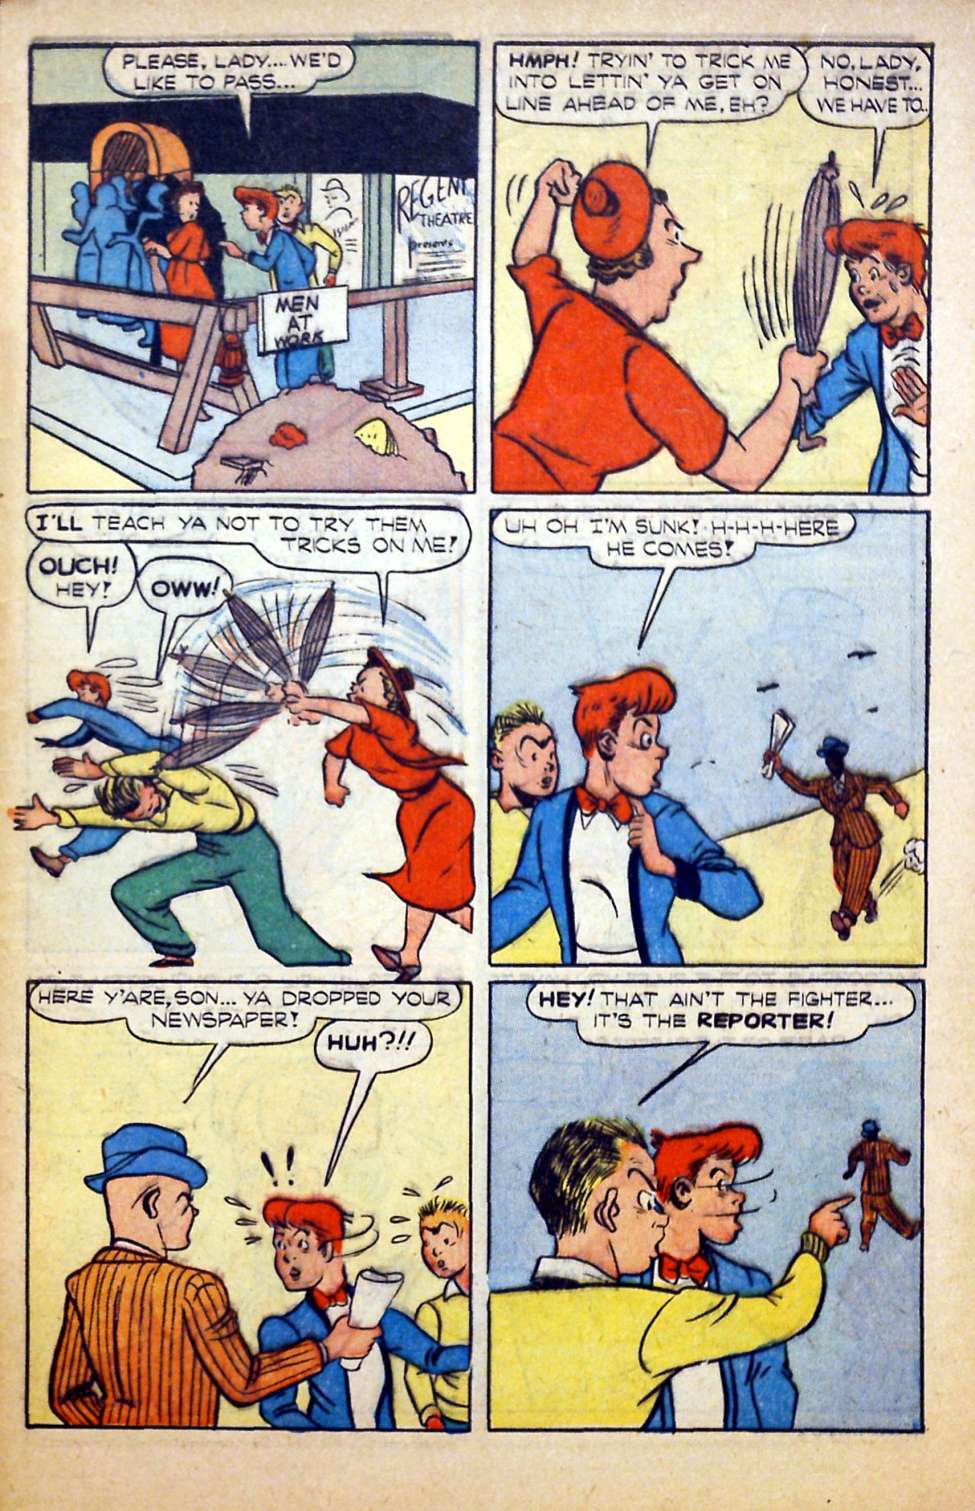 PLEASE, LADY.... WE'D
LIKE TO PASS...
REGENT
THEATRE
presents
MEN
AT
WORK
HMPH! TRYIN' TO TRICK ME
INTO LETTIN' YA GET ON
LINE AHEAD OF ME, EH?
NO, LADY,
HONEST...
WE HAVE TO..
I'LL TEACH YA NOT TO TRY THEM
TRICKS ON ME!
OUCH!
HEY!
OWW!
UH OH I'M SUNK! H-H-H-HERE
HE COMES!
HERE Y'ARE, SON... YA DROPPED YOUR
NEWSPAPER!
HUH?!!
!!
HEY! THAT AIN'T THE FIGHTER...
IT'S THE REPORTER!